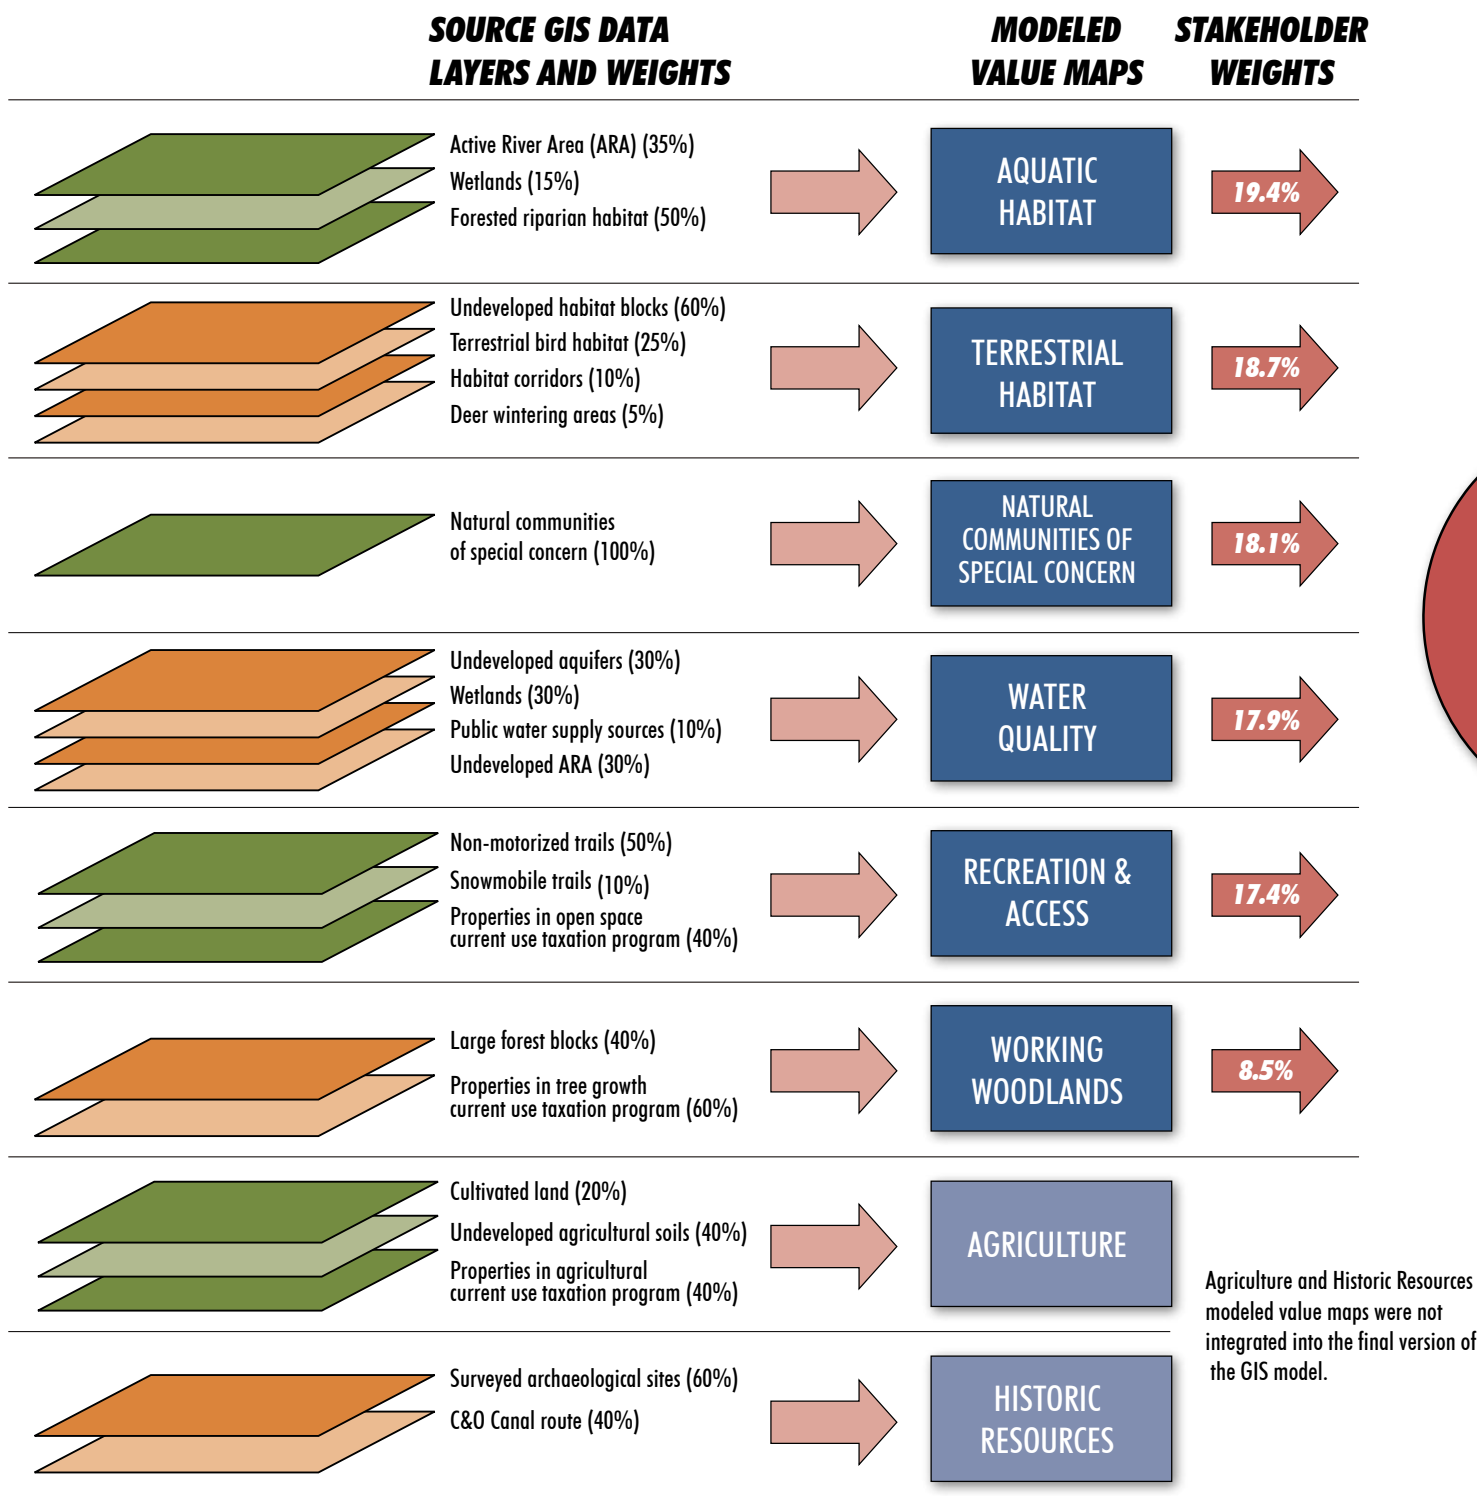 SOURCE GIS DATA
LAYERS AND WEIGHTS
MODELED
VALUE MAPS
STAKEHOLDER
WEIGHTS
Active River Area (ARA) (35%)
Wetlands (15%)
Forested riparian habitat (50%)
AQUATIC
HABITAT
19.4%
Undeveloped habitat blocks (60%)
Terrestrial bird habitat (25%)
Habitat corridors (10%)
Deer wintering areas (5%)
TERRESTRIAL
HABITAT
18.7%
Natural communities
of special concern (100%)
NATURAL
COMMUNITIES OF
SPECIAL CONCERN
18.1%
Undeveloped aquifers (30%)
Wetlands (30%)
Public water supply sources (10%)
Undeveloped ARA (30%)
WATER
QUALITY
17.9%
Non-motorized trails (50%)
Snowmobile trails (10%)
Properties in open space
current use taxation program (40%)
RECREATION &
ACCESS
17.4%
Large forest blocks (40%)
Properties in tree growth
current use taxation program (60%)
WORKING
WOODLANDS
8.5%
Cultivated land (20%)
Undeveloped agricultural soils (40%)
Properties in agricultural
current use taxation program (40%)
AGRICULTURE
Agriculture and Historic Resources
modeled value maps were not
integrated into the final version of
the GIS model.
Surveyed archaeological sites (60%)
C&O Canal route (40%)
HISTORIC
RESOURCES